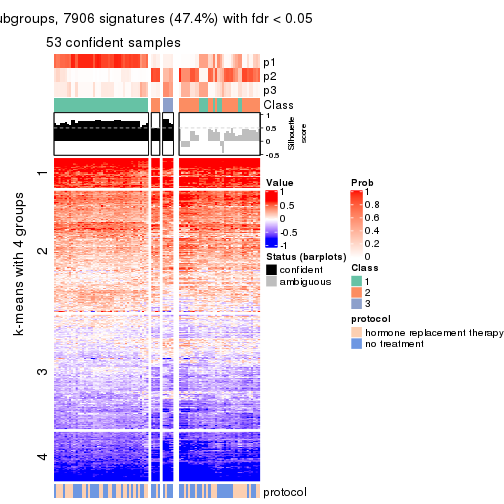 ubgroups, 7906 signatures (47.4%) with fdr < 0.05
53 confident samples
p1
p2
p3
Class
1
0.5
0
-0.5
Silhouette
score
k-means with 4 groups
1
2
3
4
Value
1
0.5
0
-0.5
-1
Status (barplots)
confident
ambiguous
Prob
1
0.8
0.6
0.4
0.2
0
Class
1
2
3
protocol
hormone replacement therapy
no treatment
protocol